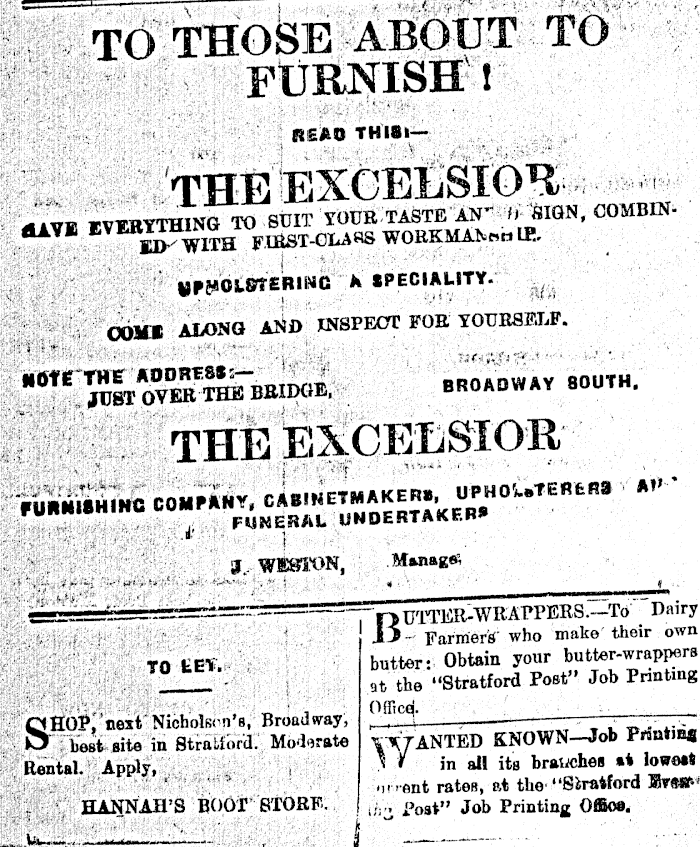 TO THOSE ABOUT TO
FURNISH!
READ THIS:—
THE EXCELSIOR
HAVE EVERYTHING TO SUIT YOUR TASTE SIGN, COMBIN-
ED WITH FIRST-CLASS WORKMANSHIP.
UPHOLSTERING A SPECIALITY.
COME ALONG AND INSPECT FOR YOURSELF.
NOTE THE ADDRESS:—
JUST OVER THE BRIDGE, BROADWAY SOUTH.
THE EXCELSIOR
FURNISHING COMPANY, CABINETMAKERS, UPHOLSTERERS
FUNERAL UNDERTAKERS
J. WESTON, Manage
TO LET.
SHOP, next Nicholson's, Broadway,
best site in Stratford. Moderate
Rental. Apply,
HANNAH'S BOOT STORE.
BUTTER-WRAPPERS.—To Dairy
Farmers who make their own
butter: Obtain your butter-wrappers
at the "Stratford Post" Job Printing
Office.
WANTED KNOWN—Job Printing
in all its branches at lowest
rates, at the "Stratford Even-
Post" Job Printing Office.